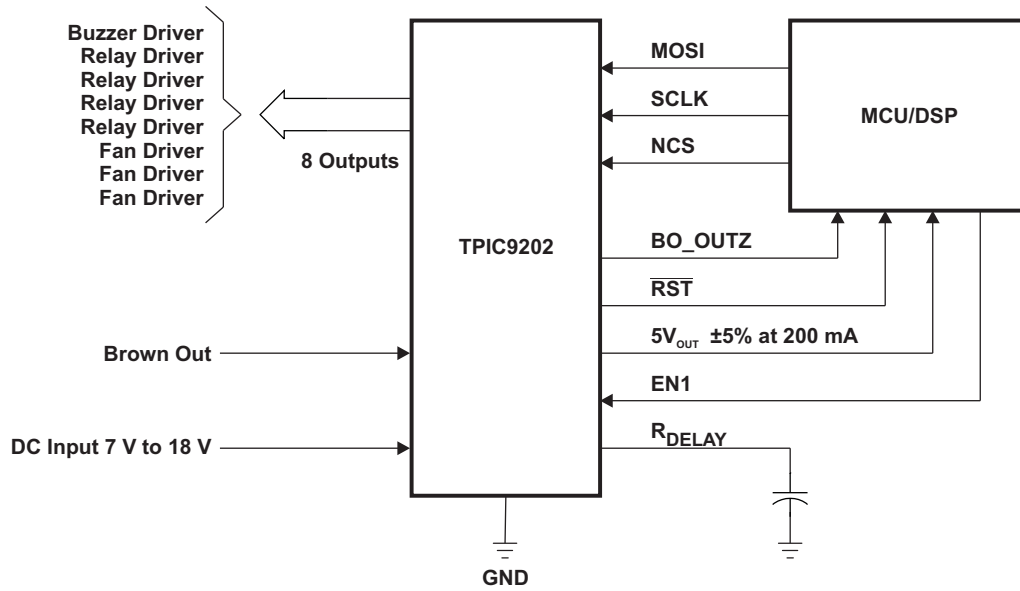 Buzzer Driver
Relay Driver
Relay Driver
Relay Driver
Relay Driver
Fan Driver
Fan Driver
Fan Driver
8 Outputs
Brown Out
DC Input 7 V to 18 V
TPIC9202
GND
MOSI
SCLK
NCS
BO_OUTZ
RST
5VOUT ±5% at 200 mA
EN1
RDELAY
MCU/DSP